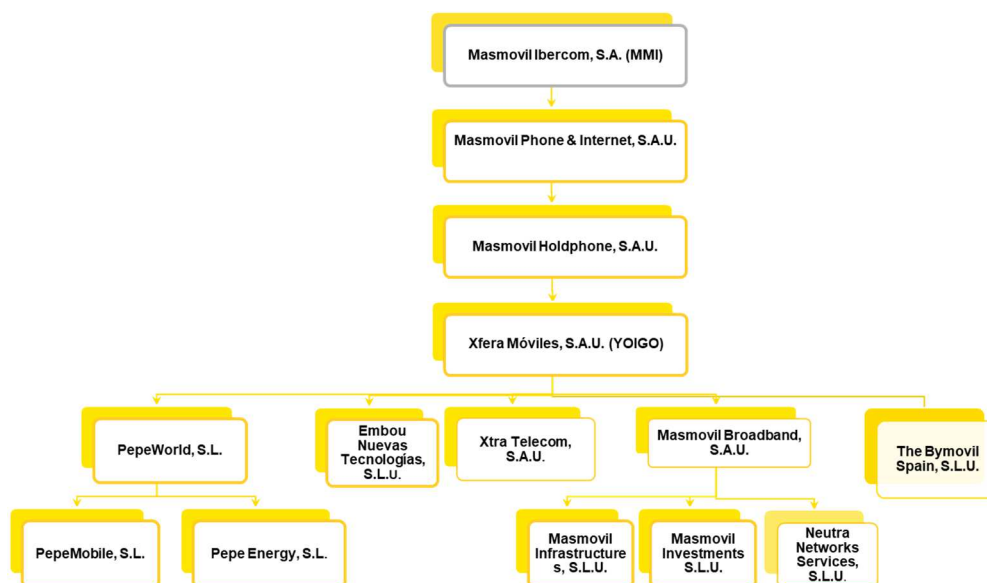 Masmovil Ibercom, S.A. (MMI)
Masmovil Phone & Internet, S.A.U.
Masmovil Holdphone, S.A.U.
Xfera Móviles, S.A.U. (YOIGO)
PepeWorld, S.L.
Embou
Nuevas
Tecnologías,
S.L.U.
Xtra Telecom,
S.A.U.
Masmovil Broadband,
S.A.U.
The Bymovil
Spain, S.L.U.
PepeMobile, S.L.
Pepe Energy, S.L.
Masmovil
Infrastructure
s, S.L.U.
Masmovil
Investments
S.L.U.
Neutra
Networks
Services,
S.L.U.